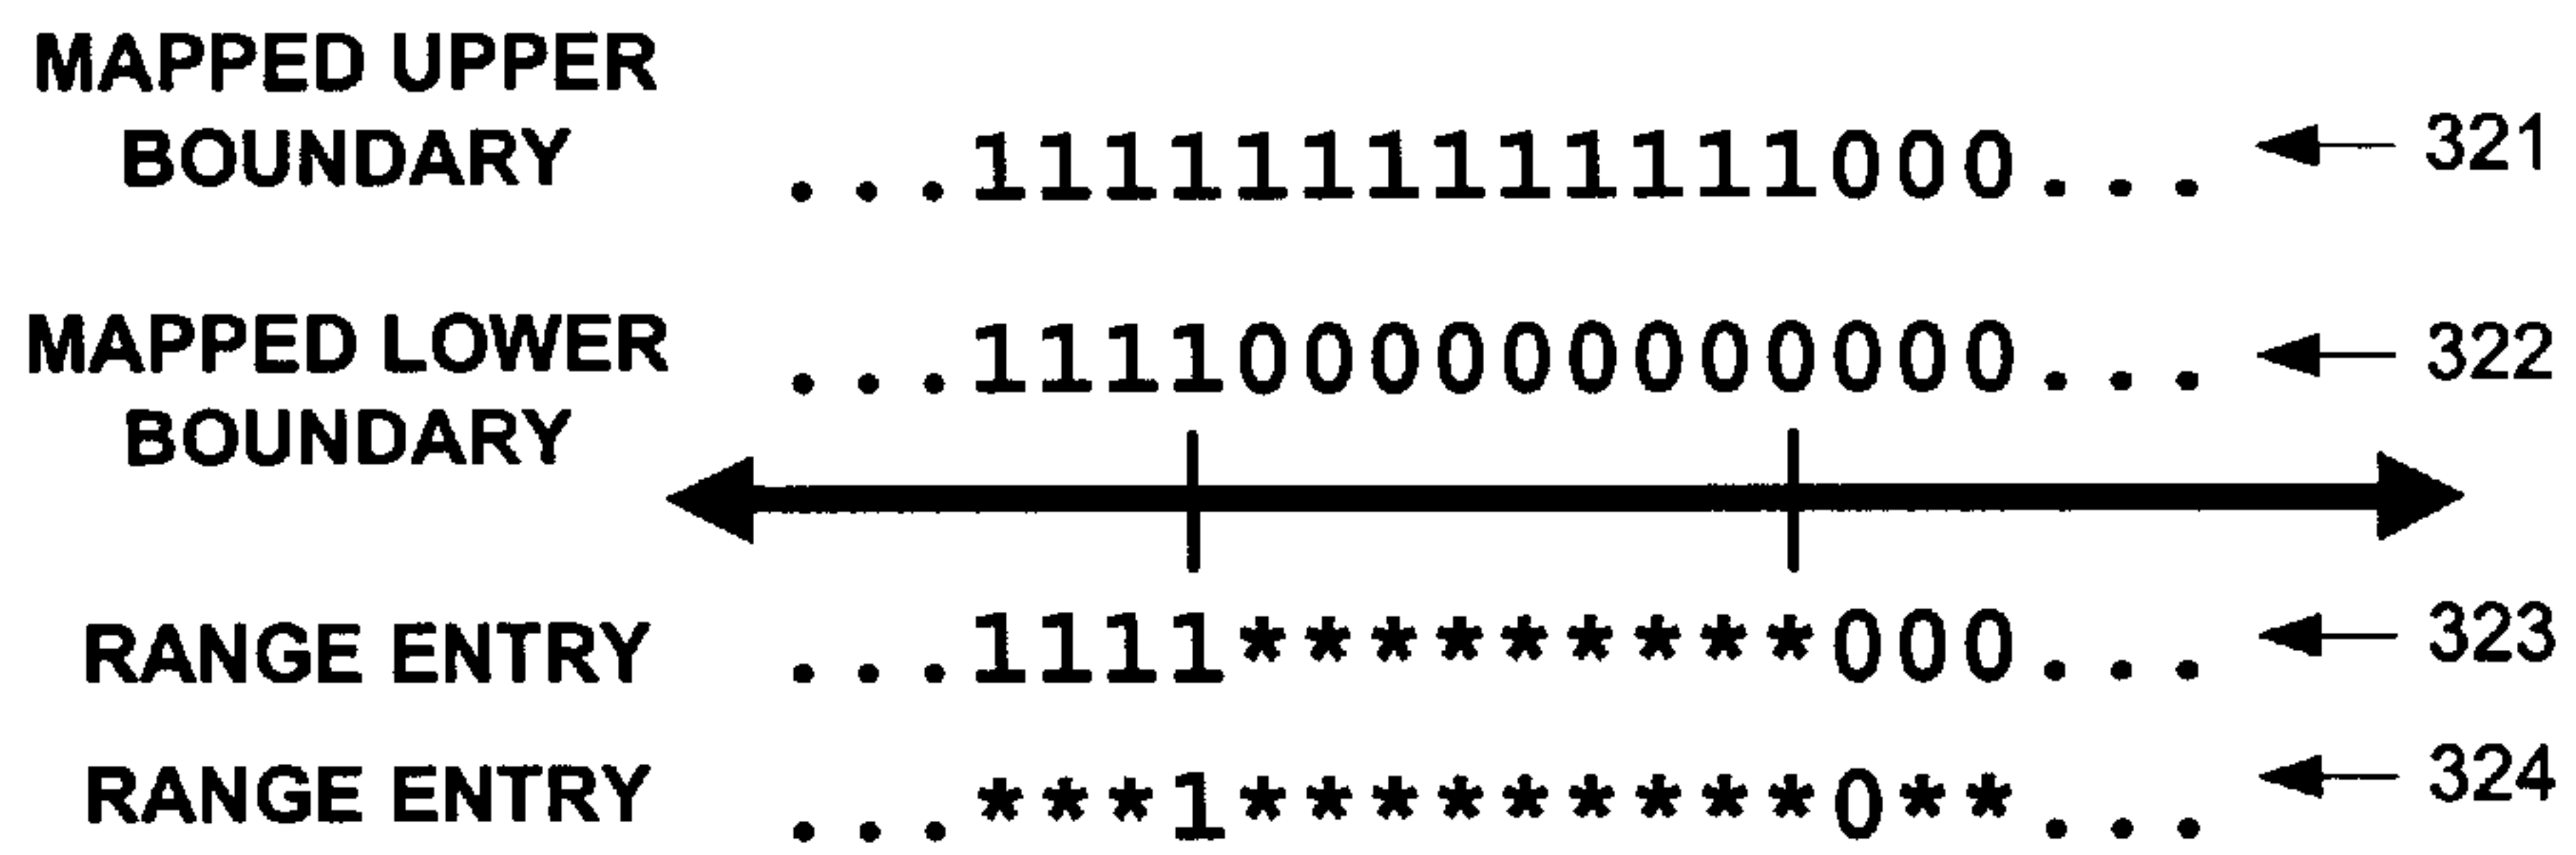 MAPPED UPPER
BOUNDARY ...1111111111111000... 321
MAPPED LOWER ...1111000000000000... 322
BOUNDARY
RANGE ENTRY ...1111*********000... 323
RANGE ENTRY ...***1*********0**... 324